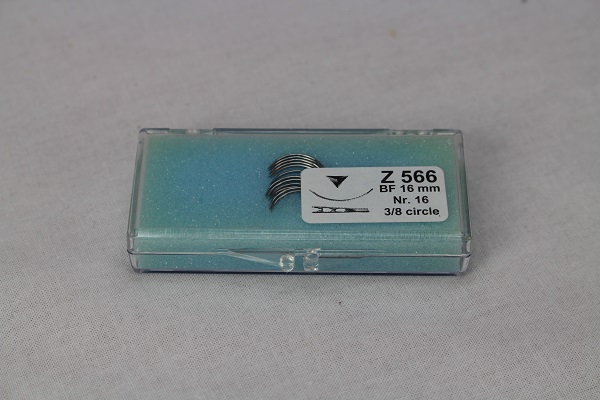 Z 566
BF 16 mm
Nr. 16
3/8 circle